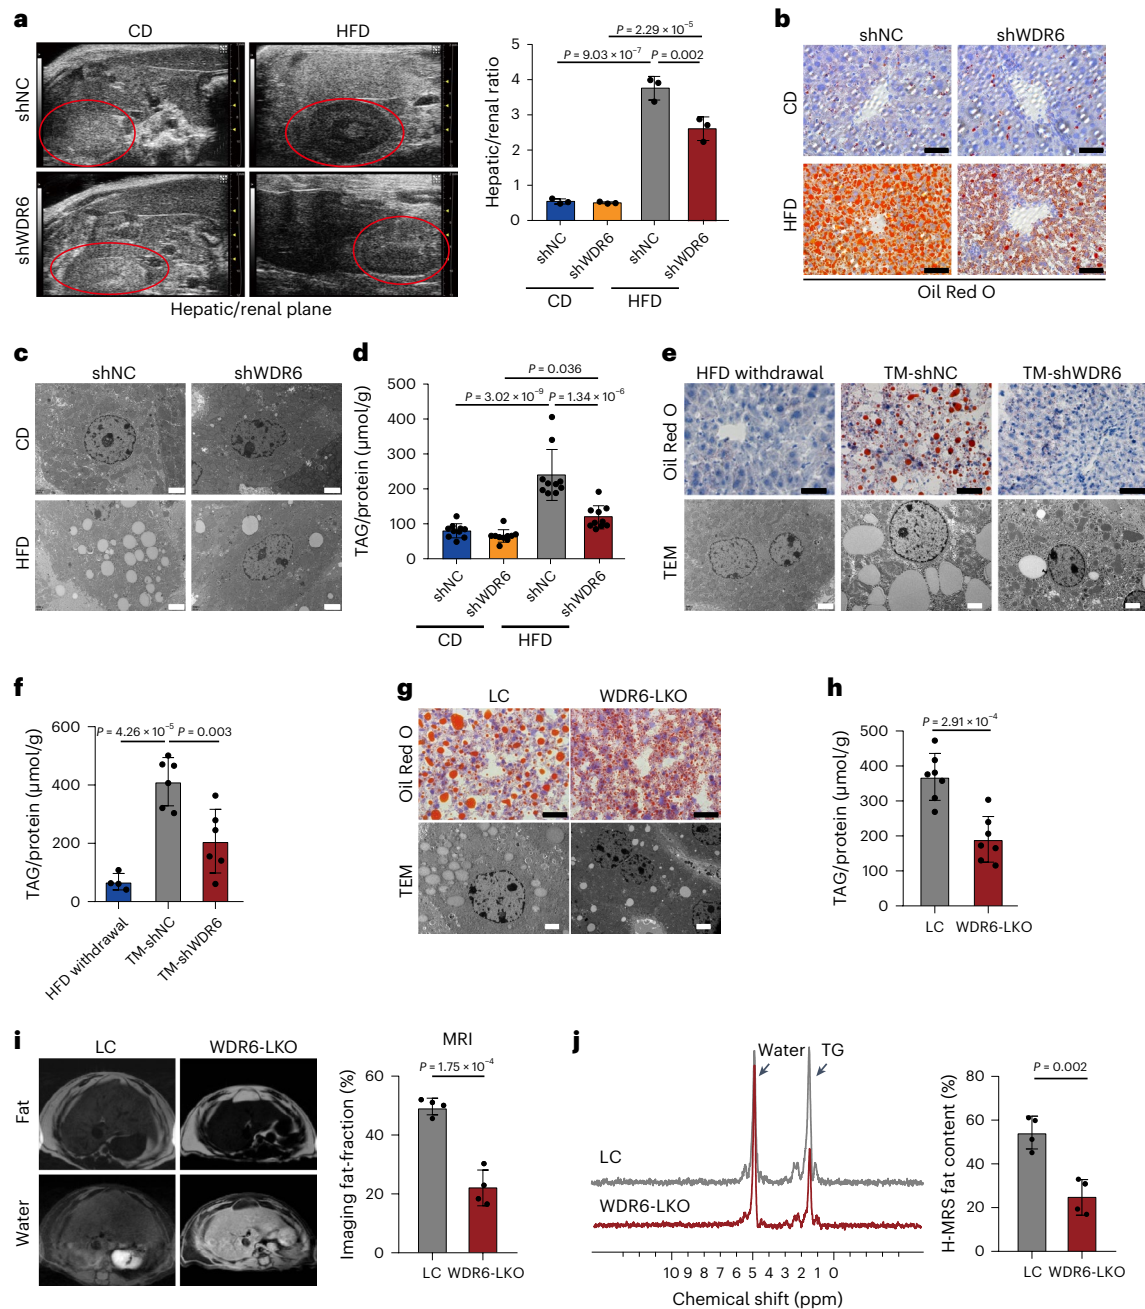 a
CD
HFD
shNC
shWDR6
Hepatic/renal plane
P = 2.29 × 10⁻⁵
P = 9.03 × 10⁻⁷
P = 0.002
Hepatic/renal ratio
5
4
3
2
1
0
shNC
shWDR6
shNC
shWDR6
CD
HFD
b
shNC
shWDR6
CD
HFD
Oil Red O
c
shNC
shWDR6
CD
HFD
d
P = 0.036
P = 3.02 × 10⁻⁹
P = 1.34 × 10⁻⁶
TAG/protein (μmol/g)
500
400
300
200
100
0
shNC
shWDR6
shNC
shWDR6
CD
HFD
e
HFD withdrawal
TM-shNC
TM-shWDR6
Oil Red O
TEM
f
P = 4.26 × 10⁻⁵
P = 0.003
TAG/protein (μmol/g)
600
400
200
0
HFD withdrawal
TM-shNC
TM-shWDR6
g
LC
WDR6-LKO
Oil Red O
TEM
h
P = 2.91 × 10⁻⁴
TAG/protein (μmol/g)
500
400
300
200
100
0
LC
WDR6-LKO
i
LC
WDR6-LKO
Fat
Water
MRI
P = 1.75 × 10⁻⁴
Imaging fat-fraction (%)
60
40
20
0
LC
WDR6-LKO
j
Water
TG
LC
WDR6-LKO
10 9 8 7 6 5 4 3 2 1 0
Chemical shift (ppm)
P = 0.002
H-MRS fat content (%)
80
60
40
20
0
LC
WDR6-LKO